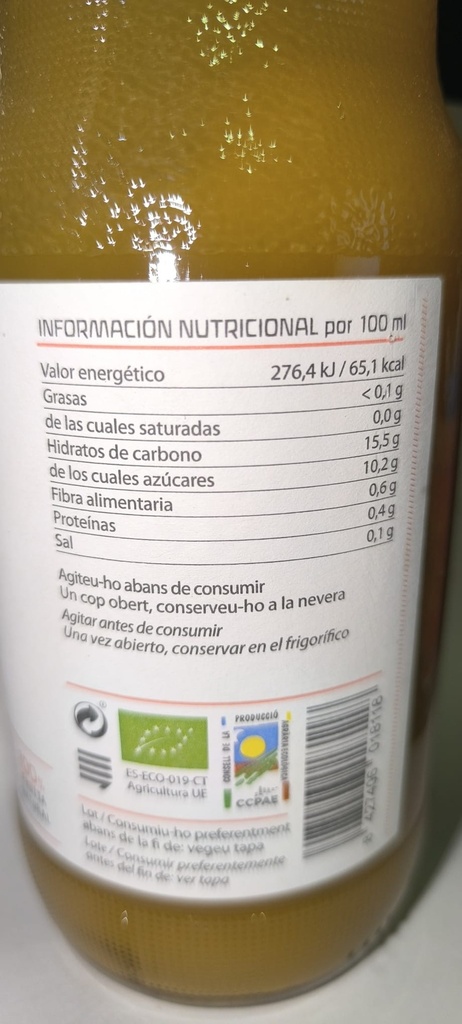 INFORMACIÓN NUTRICIONAL por 100 ml
Valor energético 276,4 kJ / 65,1 kcal
Grasas < 0,1 g
de las cuales saturadas 0,0 g
Hidratos de carbono 15,5 g
de los cuales azúcares 10,2 g
Fibra alimentaria 0,6 g
Proteínas 0,4 g
Sal 0,1 g
Agiteu-ho abans de consumir
Un cop obert, conserveu-ho a la nevera
Agitar antes de consumir
Una vez abierto, conservar en el frigorífico
PRODUCCIÓ
CCPAE
ES-ECO-019-CT
Agricultura UE
Lot/Consumiu-ho preferentment
abans de la fi de: vegeu tapa
Lote/Consumir preferentemente
antes del fin de: ver tapa